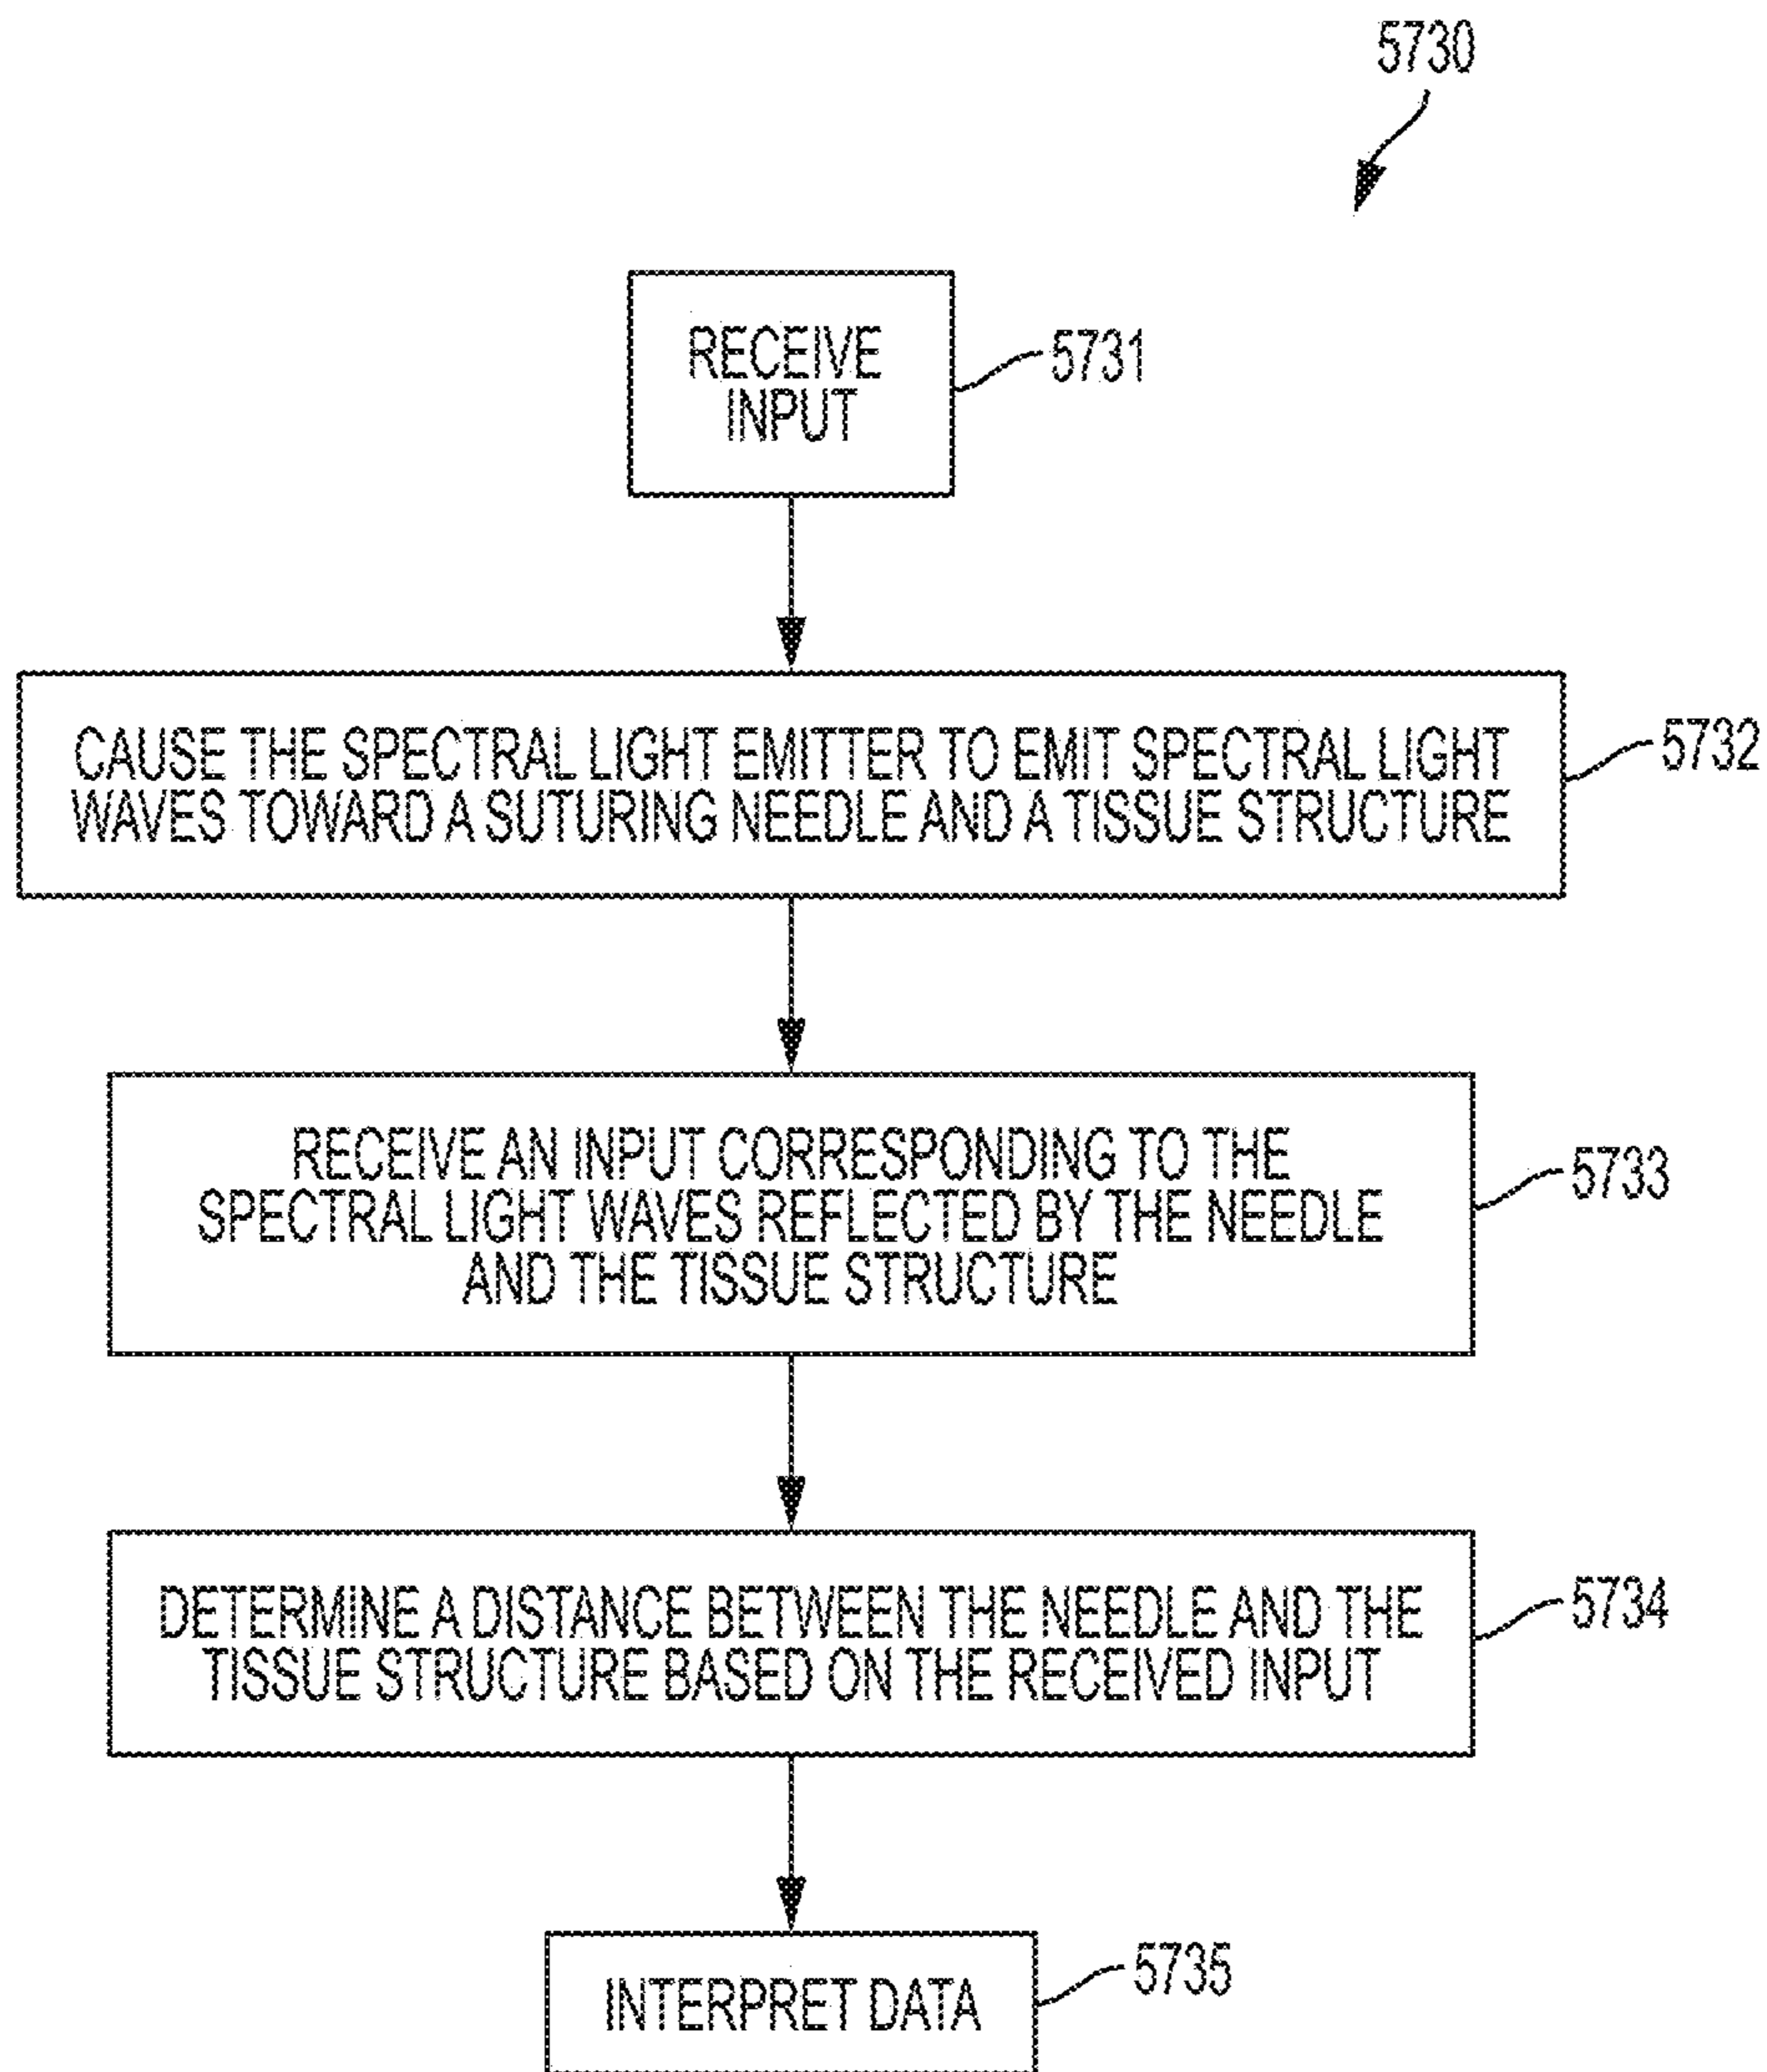 5730
RECEIVE
INPUT
5731
CAUSE THE SPECTRAL LIGHT EMITTER TO EMIT SPECTRAL LIGHT
WAVES TOWARD A SUTURING NEEDLE AND A TISSUE STRUCTURE
5732
RECEIVE AN INPUT CORRESPONDING TO THE
SPECTRAL LIGHT WAVES REFLECTED BY THE NEEDLE
AND THE TISSUE STRUCTURE
5733
DETERMINE A DISTANCE BETWEEN THE NEEDLE AND THE
TISSUE STRUCTURE BASED ON THE RECEIVED INPUT
5734
INTERPRET DATA
5735